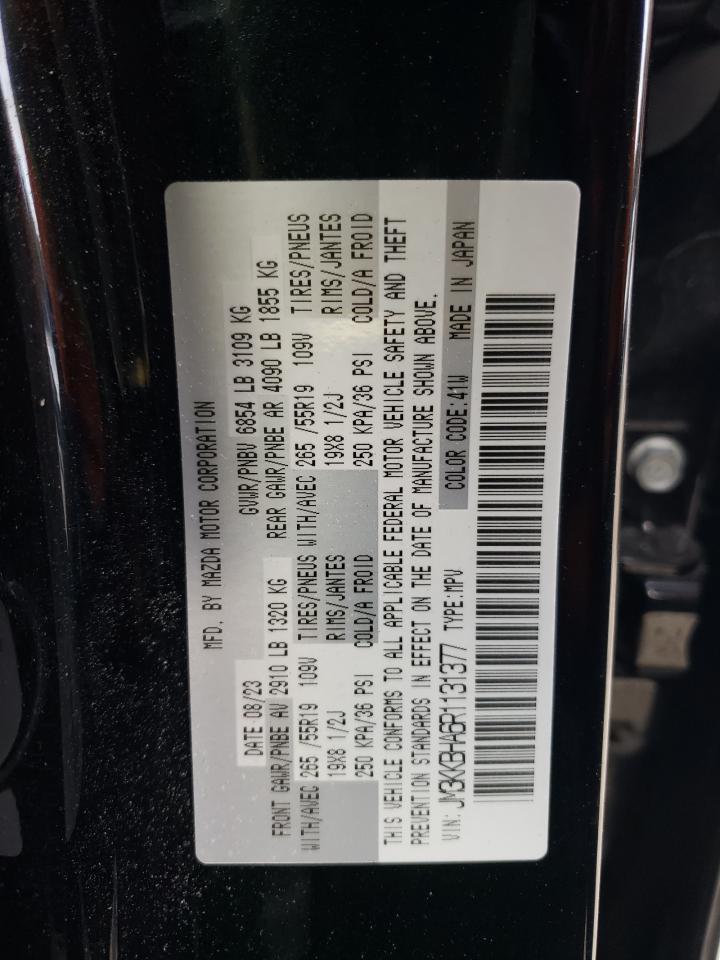 MFD. BY MAZDA MOTOR CORPORATION
DATE 08/23 GVWR/PNBV 6854 LB 3109 KG
FRONT GAWR/PNBE AV 2910 LB 1320 KG REAR GAWR/PNBE AR 4090 LB 1855 KG
WITH/AVEC 265 /55R19 109V TIRES/PNEUS WITH/AVEC 265 /55R19 109V TIRES/PNEUS
19X8 1/2J RIMS/JANTES 19X8 1/2J RIMS/JANTES
250 KPA/36 PSI COLD/A FROID 250 KPA/36 PSI COLD/A FROID
THIS VEHICLE CONFORMS TO ALL APPLICABLE FEDERAL MOTOR VEHICLE SAFETY AND THEFT
PREVENTION STANDARDS IN EFFECT ON THE DATE OF MANUFACTURE SHOWN ABOVE.
VIN: JM3KKBHA6R1131377 TYPE:MPV COLOR CODE:41W MADE IN JAPAN